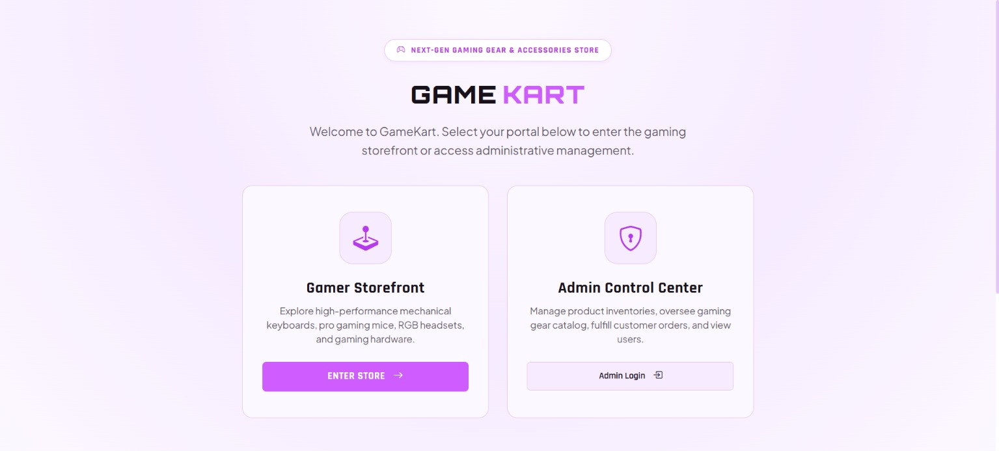 NEXT-GEN GAMING GEAR & ACCESSORIES STORE
GAME KART
Welcome to GameKart. Select your portal below to enter the gaming
storefront or access administrative management.
Gamer Storefront
Explore high-performance mechanical
keyboards, pro gaming mice, RGB headsets,
and gaming hardware.
ENTER STORE
Admin Control Center
Manage product inventories, oversee gaming
gear catalog, fulfill customer orders, and view
users.
Admin Login